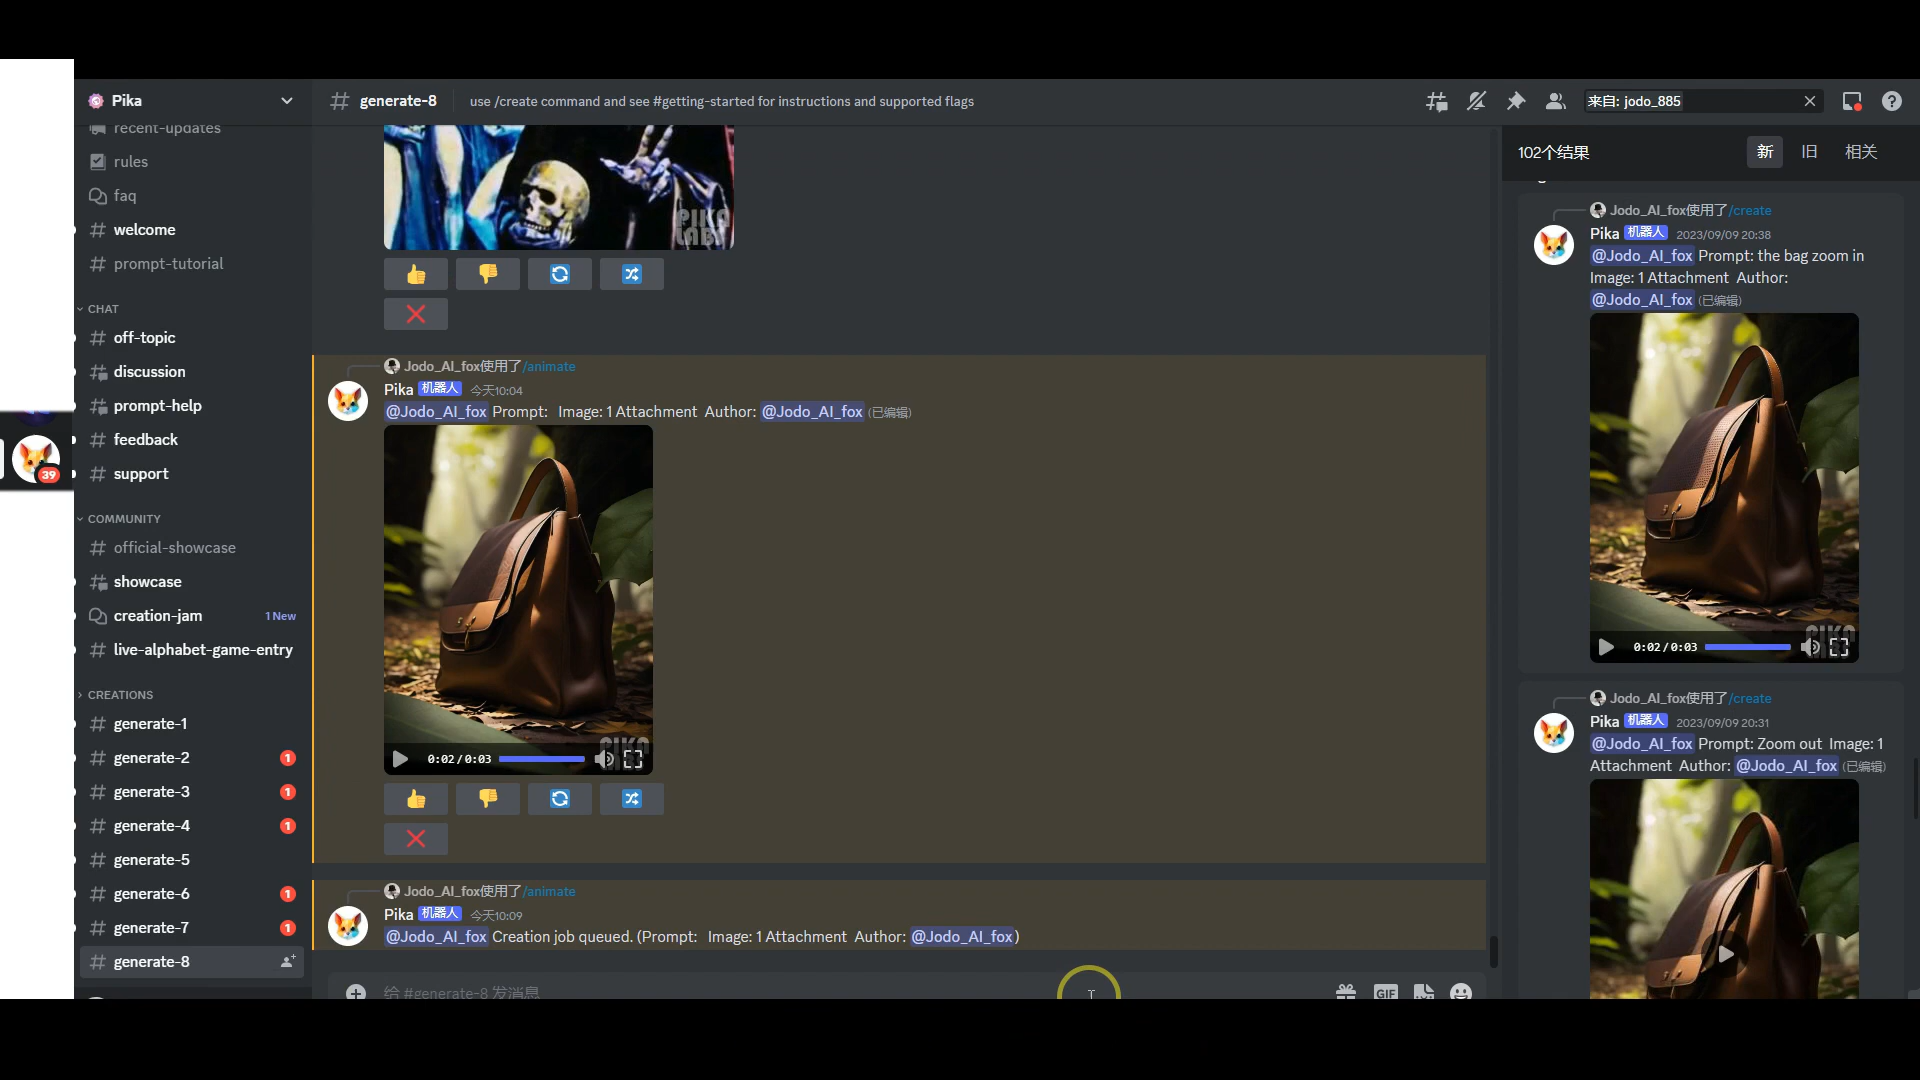 Pika
recent-updates
rules
faq
welcome
prompt-tutorial
CHAT
off-topic
discussion
prompt-help
feedback
support
39
COMMUNITY
official-showcase
showcase
creation-jam 1 New
live-alphabet-game-entry
CREATIONS
generate-1
generate-2 1
generate-3 1
generate-4 1
generate-5
generate-6 1
generate-7 1
generate-8
generate-8 use /create command and see #getting-started for instructions and supported flags
PIKA
LABS
Jodo_AI_fox使用了/animate
Pika 机器人 今天10:04
@Jodo_AI_fox Prompt: Image: 1 Attachment Author: @Jodo_AI_fox (已编辑)
PIKA
0:02/0:03
Jodo_AI_fox使用了/animate
Pika 机器人 今天10:09
@Jodo_AI_fox Creation job queued. (Prompt: Image: 1 Attachment Author: @Jodo_AI_fox)
给 #generate-8 发消息
GIF
来自: jodo_885
102个结果 新 旧 相关
Jodo_AI_fox使用了/create
Pika 机器人 2023/09/09 20:38
@Jodo_AI_fox Prompt: the bag zoom in
Image: 1 Attachment Author:
@Jodo_AI_fox (已编辑)
PIKA
0:02/0:03
Jodo_AI_fox使用了/create
Pika 机器人 2023/09/09 20:31
@Jodo_AI_fox Prompt: Zoom out Image: 1
Attachment Author: @Jodo_AI_fox (已编辑)